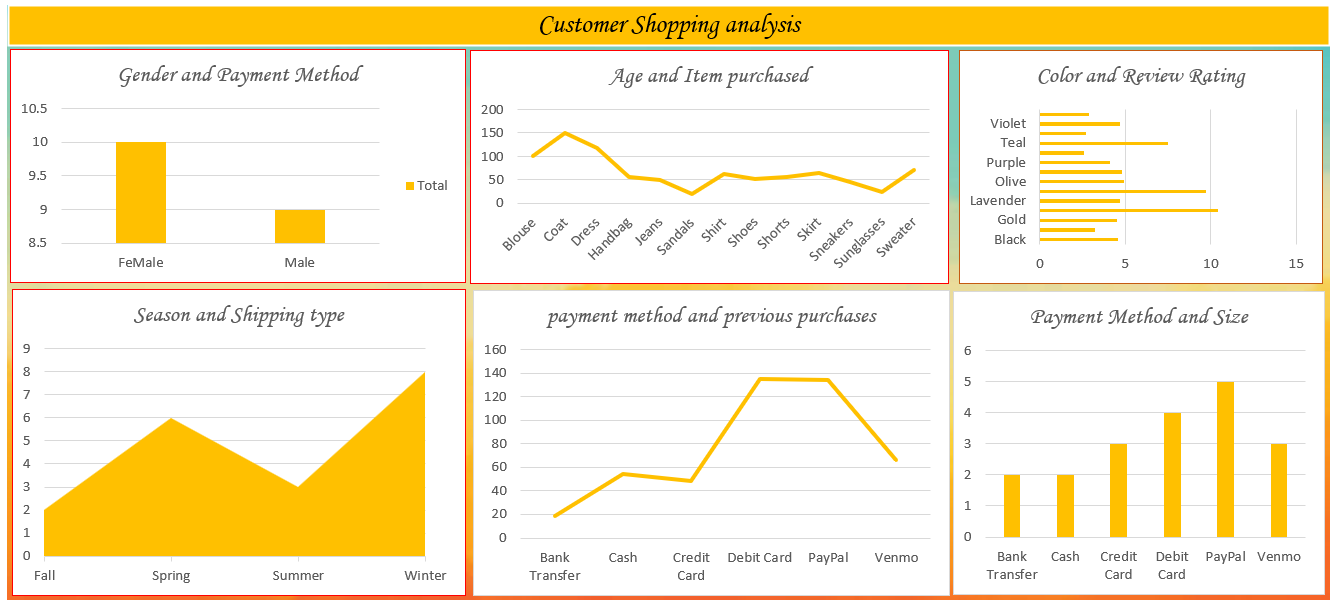 Customer Shopping analysis
Gender and Payment Method
10.5
10
9.5
9
8.5
FeMale
Male
Total
Age and Item purchased
200
150
100
50
0
Blouse
Coat
Dress
Handbag
Jeans
Sandals
Shirt
Shoes
Shorts
Skirt
Sneakers
Sunglasses
Sweater
Color and Review Rating
Violet
Teal
Purple
Olive
Lavender
Gold
Black
0
5
10
15
Season and Shipping type
9
8
7
6
5
4
3
2
1
0
Fall
Spring
Summer
Winter
payment method and previous purchases
160
140
120
100
80
60
40
20
0
Bank
Transfer
Cash
Credit
Card
Debit Card
PayPal
Venmo
Payment Method and Size
6
5
4
3
2
1
0
Bank
Transfer
Cash
Credit
Card
Debit
Card
PayPal
Venmo